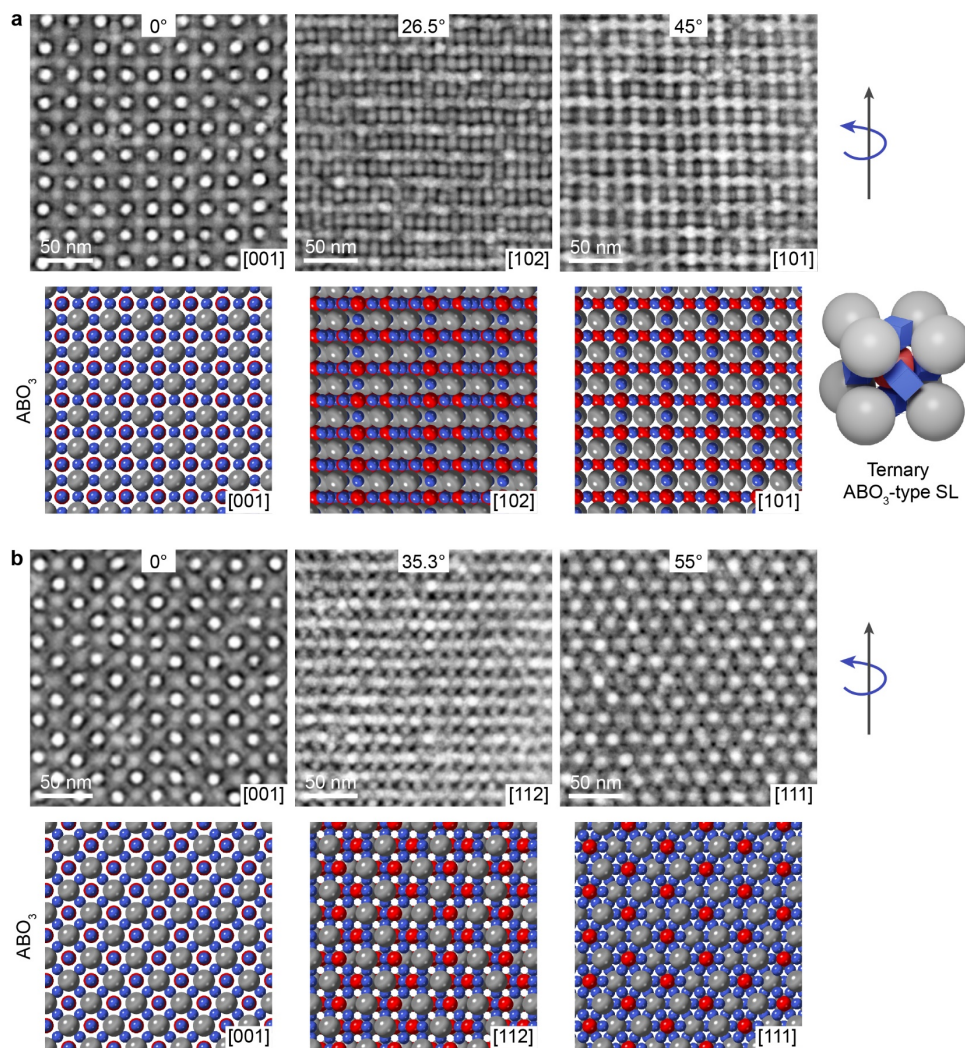 a
0°
26.5°
45°
50 nm
[001]
50 nm
[102]
50 nm
[101]
ABO₃
[001]
[102]
[101]
Ternary
ABO₃-type SL
b
0°
35.3°
55°
50 nm
[001]
50 nm
[112]
50 nm
[111]
ABO₃
[001]
[112]
[111]